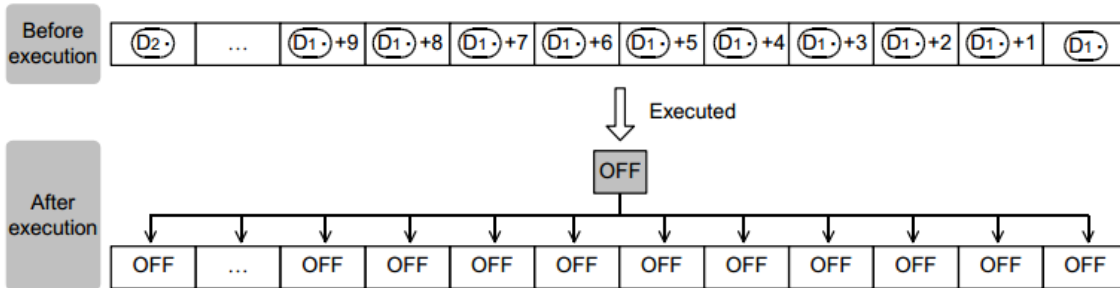 Before
execution
D2· ... D1·+9 D1·+8 D1·+7 D1·+6 D1·+5 D1·+4 D1·+3 D1·+2 D1·+1 D1·
Executed
OFF
After
execution
OFF ... OFF OFF OFF OFF OFF OFF OFF OFF OFF OFF